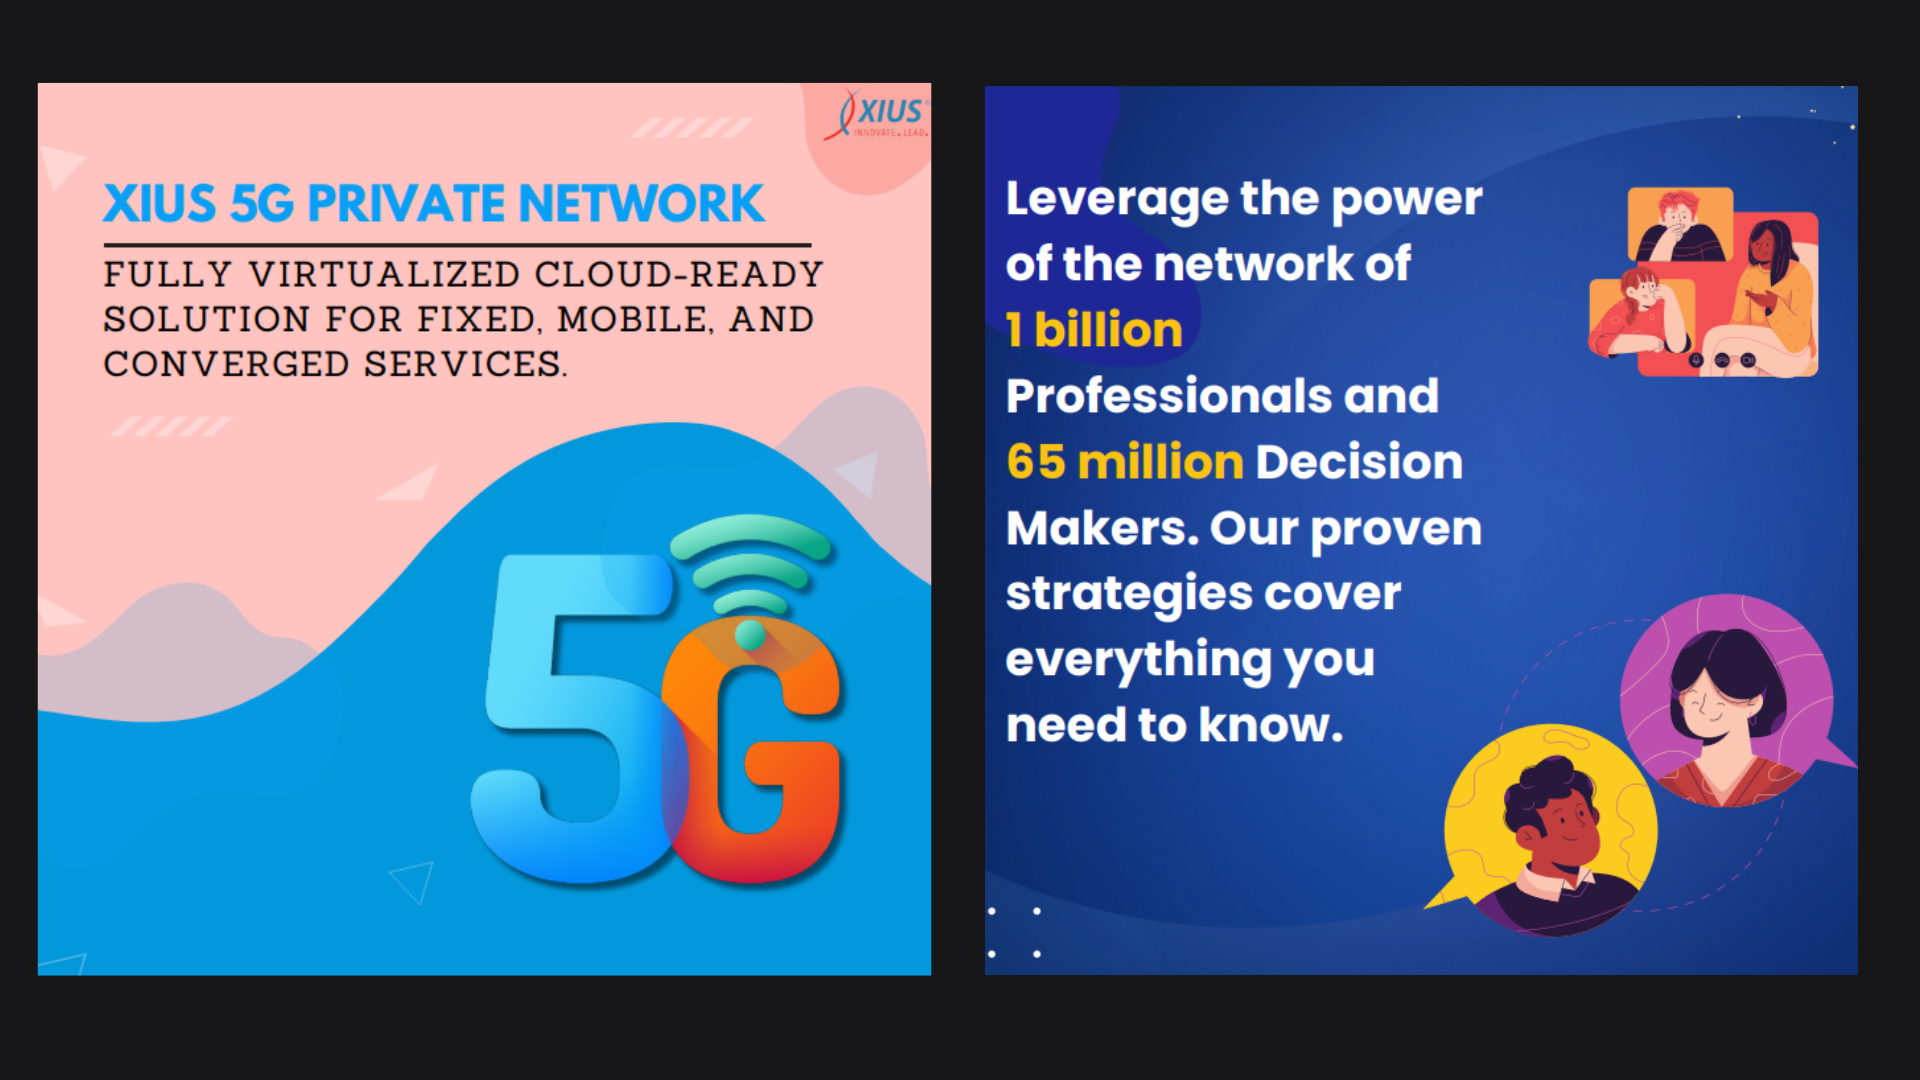 XIUS
INNOVATE. LEAD.
XIUS 5G PRIVATE NETWORK
FULLY VIRTUALIZED CLOUD-READY
SOLUTION FOR FIXED, MOBILE, AND
CONVERGED SERVICES.
5G
Leverage the power
of the network of
1 billion
Professionals and
65 million Decision
Makers. Our proven
strategies cover
everything you
need to know.